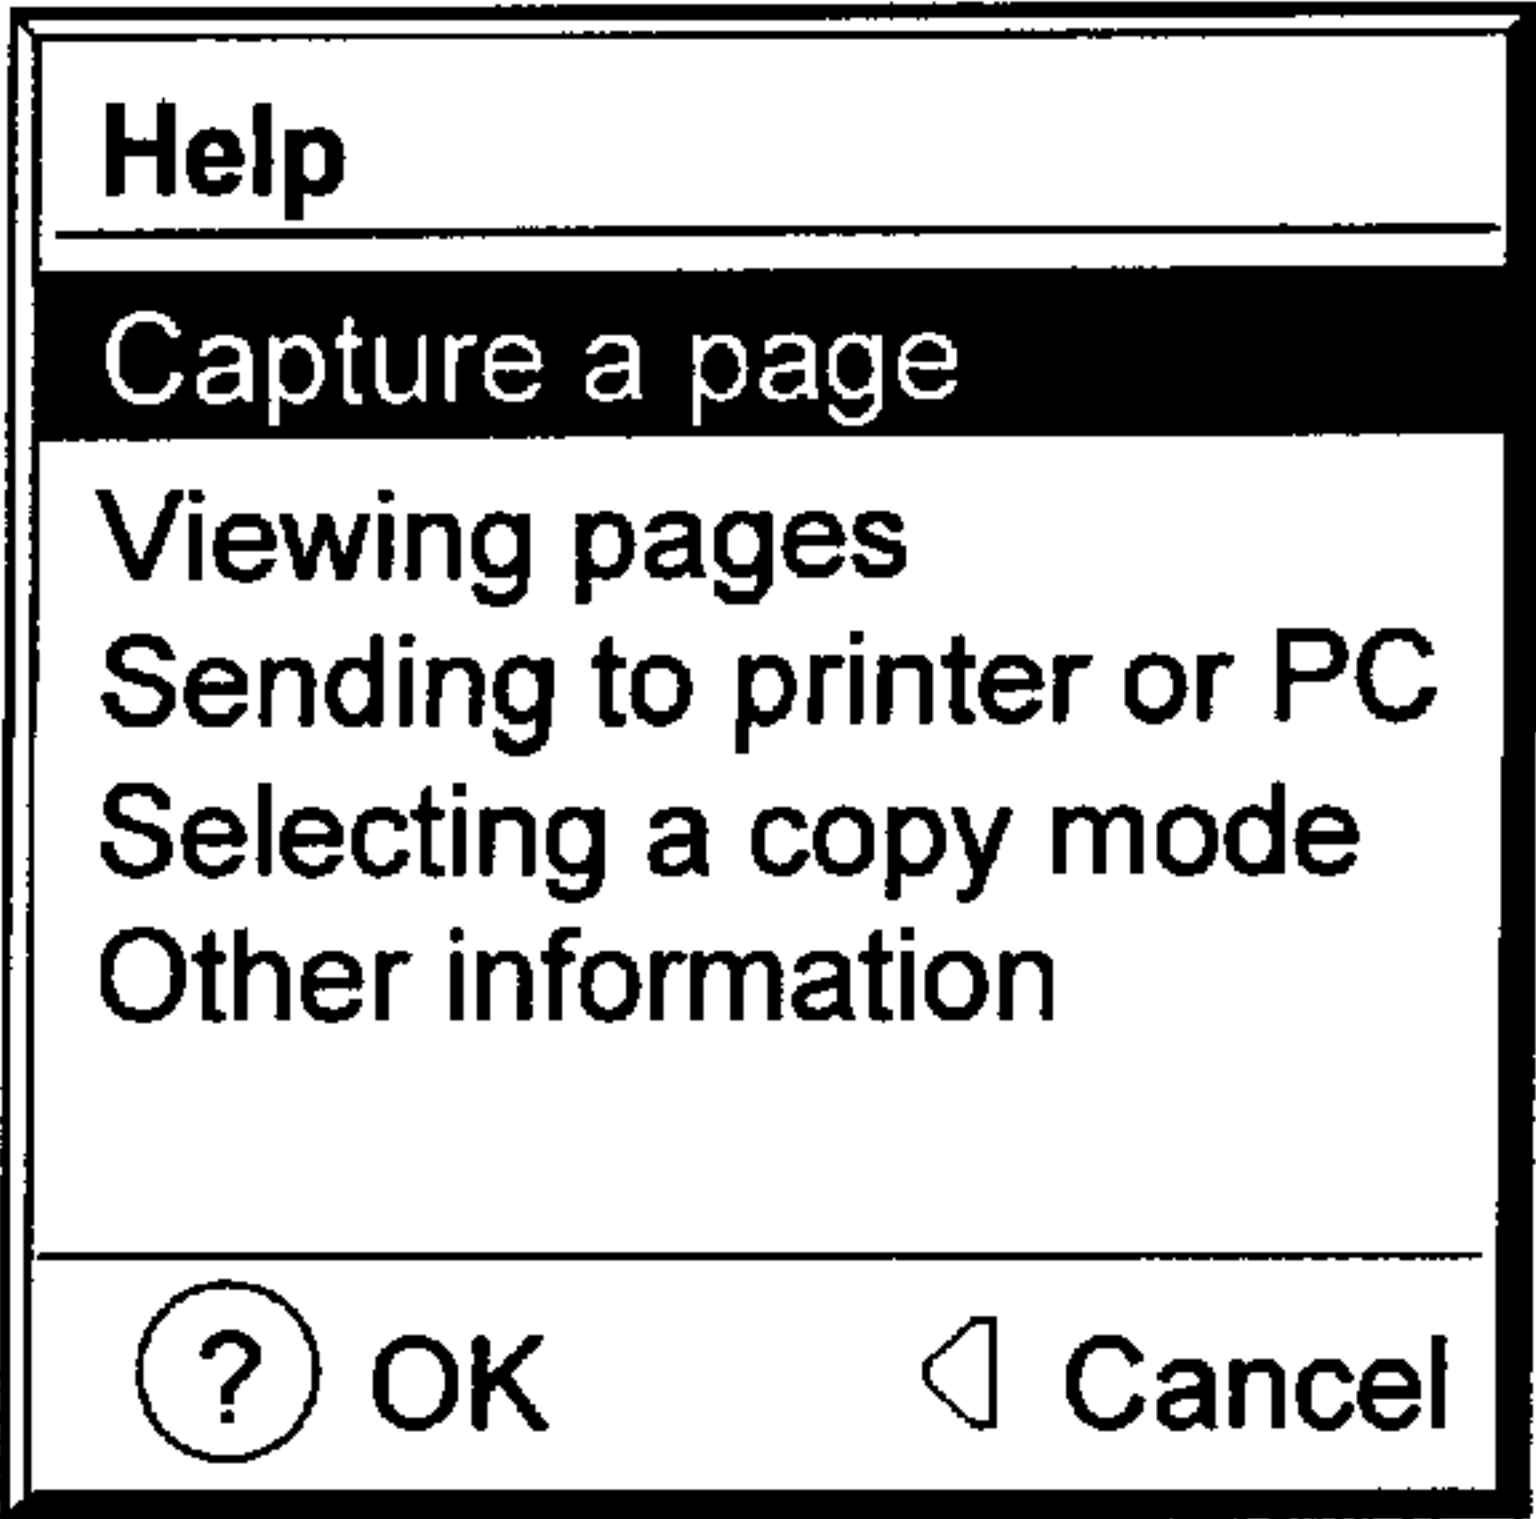 Help
Capture a page
Viewing pages
Sending to printer or PC
Selecting a copy mode
Other information
? OK Cancel